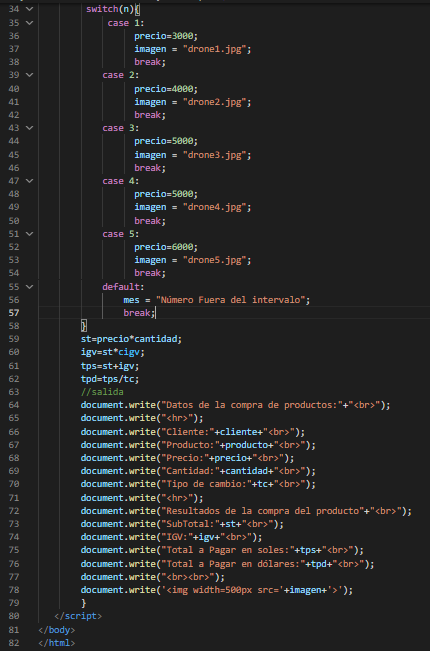 34 switch(n){
35 case 1:
36 precio=3000;
37 imagen = "drone1.jpg";
38 break;
39 case 2:
40 precio=4000;
41 imagen = "drone2.jpg";
42 break;
43 case 3:
44 precio=5000;
45 imagen = "drone3.jpg";
46 break;
47 case 4:
48 precio=5000;
49 imagen = "drone4.jpg";
50 break;
51 case 5:
52 precio=6000;
53 imagen = "drone5.jpg";
54 break;
55 default:
56 mes = "Número Fuera del intervalo";
57 break;
58 }
59 st=precio*cantidad;
60 igv=st*cigv;
61 tps=st+igv;
62 tpd=tps/tc;
63 //salida
64 document.write("Datos de la compra de productos:"+"<br>");
65 document.write("<hr>");
66 document.write("Cliente:"+cliente+"<br>");
67 document.write("Producto:"+producto+"<br>");
68 document.write("Precio:"+precio+"<br>");
69 document.write("Cantidad:"+cantidad+"<br>");
70 document.write("Tipo de cambio:"+tc+"<br>");
71 document.write("<hr>");
72 document.write("Resultados de la compra del producto"+"<br>");
73 document.write("SubTotal:"+st+"<br>");
74 document.write("IGV:"+igv+"<br>");
75 document.write("Total a Pagar en soles:"+tps+"<br>");
76 document.write("Total a Pagar en dólares:"+tpd+"<br>");
77 document.write("<br><br>");
78 document.write('<img width=500px src='+imagen+'>');
79 }
80 </script>
81 </body>
82 </html>